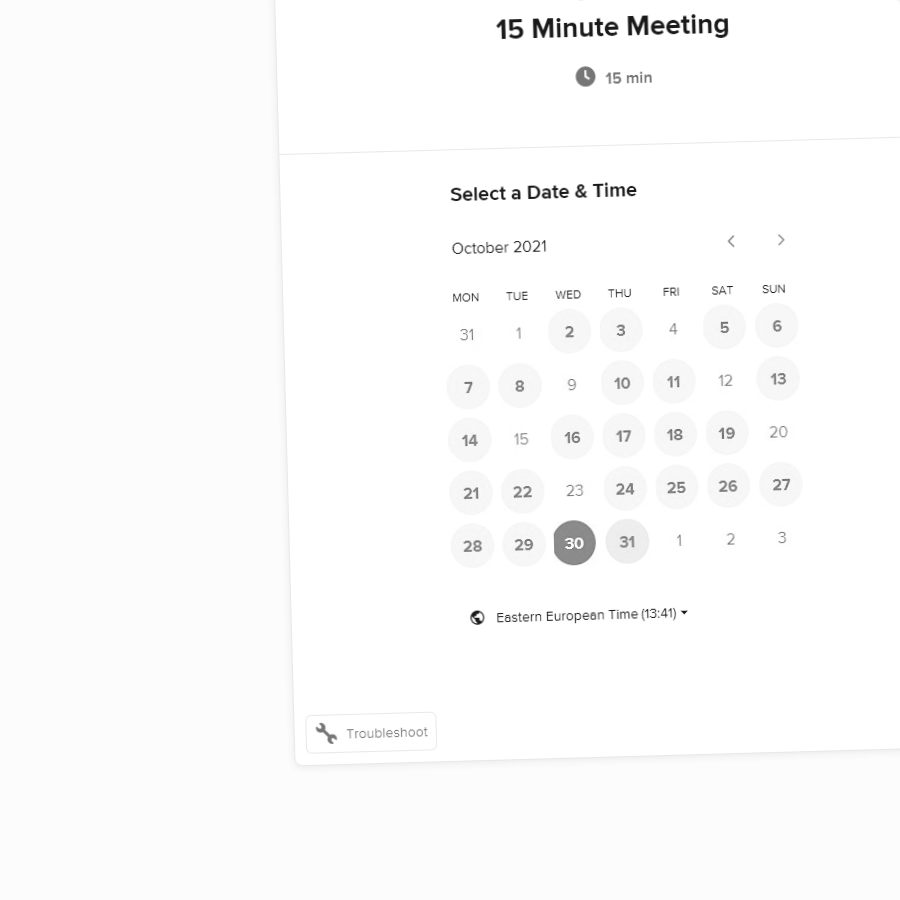 15 Minute Meeting
15 min
Select a Date & Time
October 2021
MON TUE WED THU FRI SAT SUN
31 1 2 3 4 5 6
7 8 9 10 11 12 13
14 15 16 17 18 19 20
21 22 23 24 25 26 27
28 29 30 31 1 2 3
Eastern European Time (13:41)
Troubleshoot